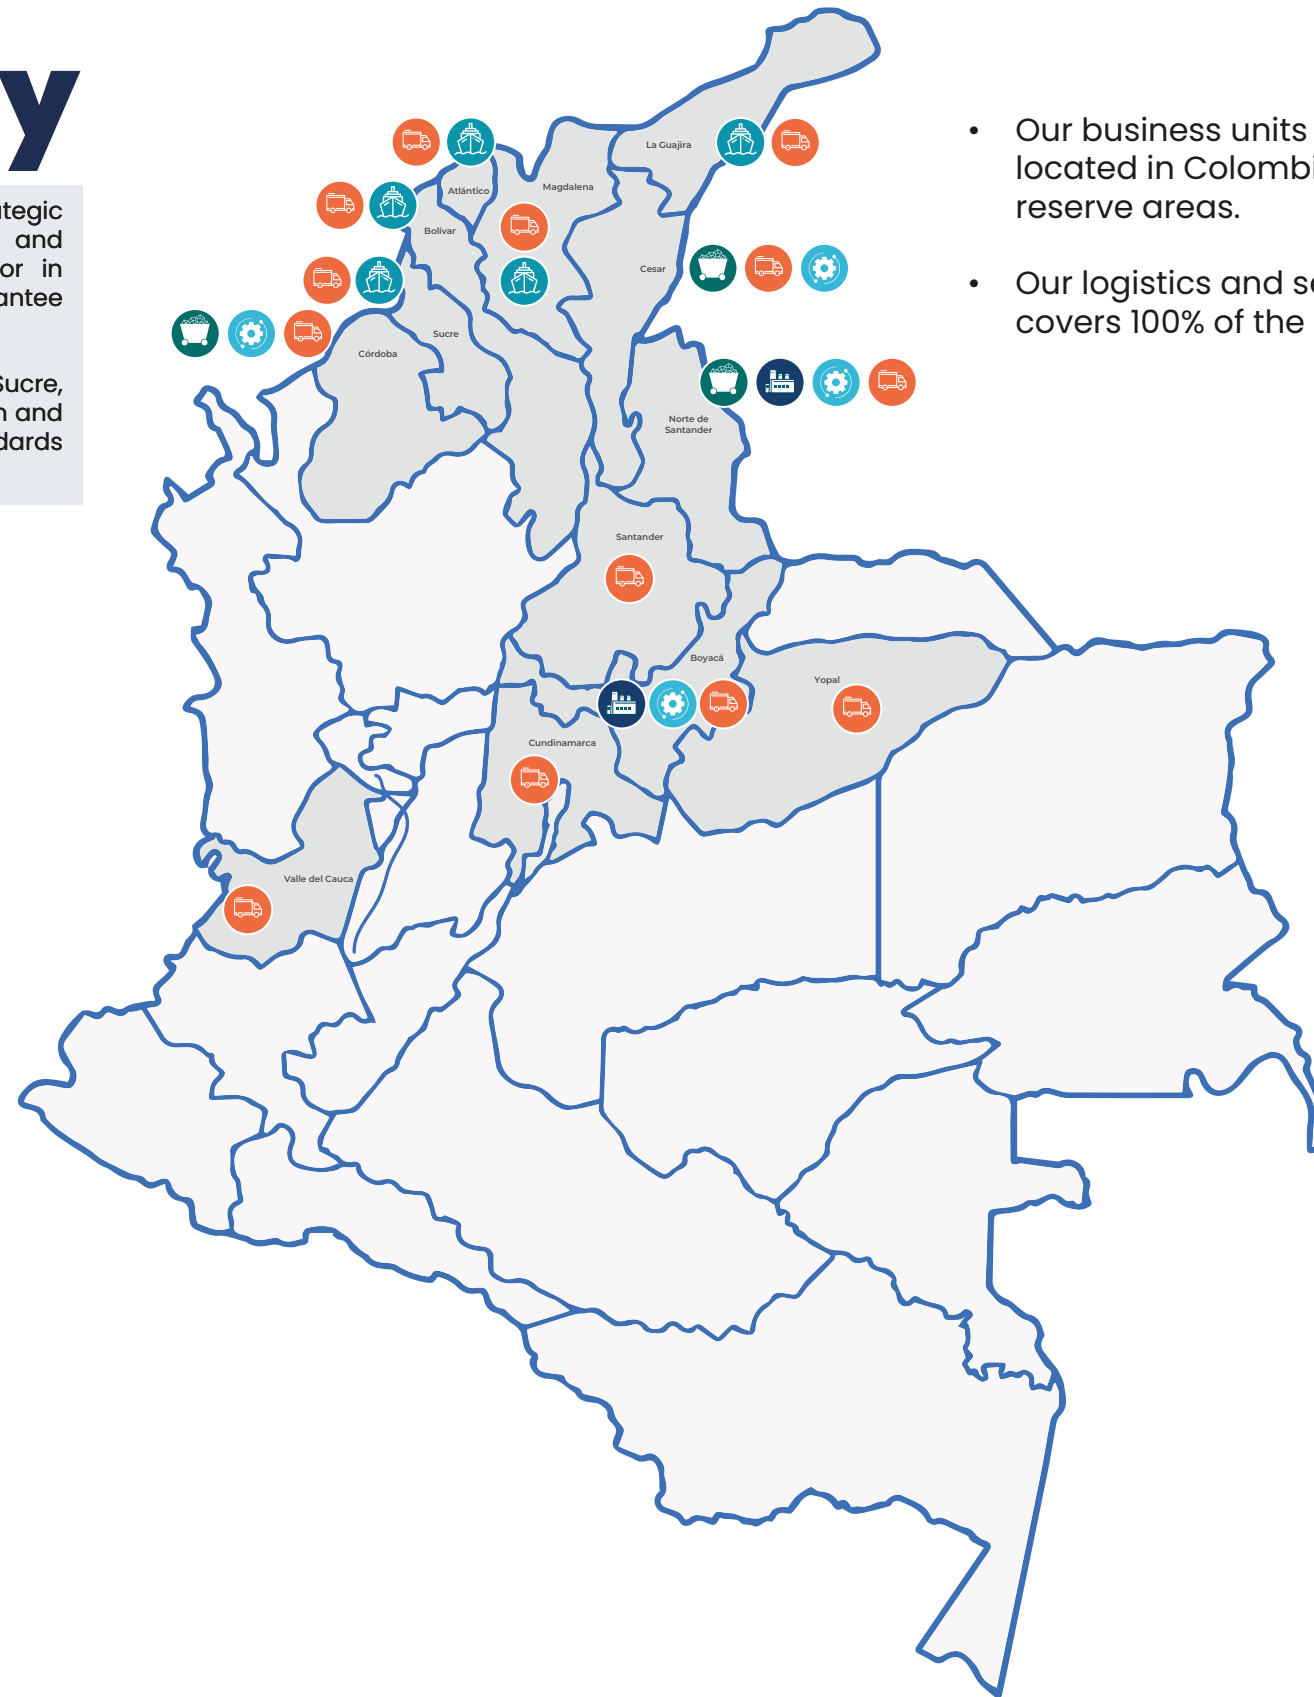 y
ategic
and
or in
antee
Sucre,
n and
dards
• Our business units
located in Colombi
reserve areas.
• Our logistics and se
covers 100% of the
La Guajira
Magdalena
Atlántico
Bolívar
Cesar
Sucre
Córdoba
Norte de
Santander
Santander
Boyacá
Yopal
Cundinamarca
Valle del Cauca